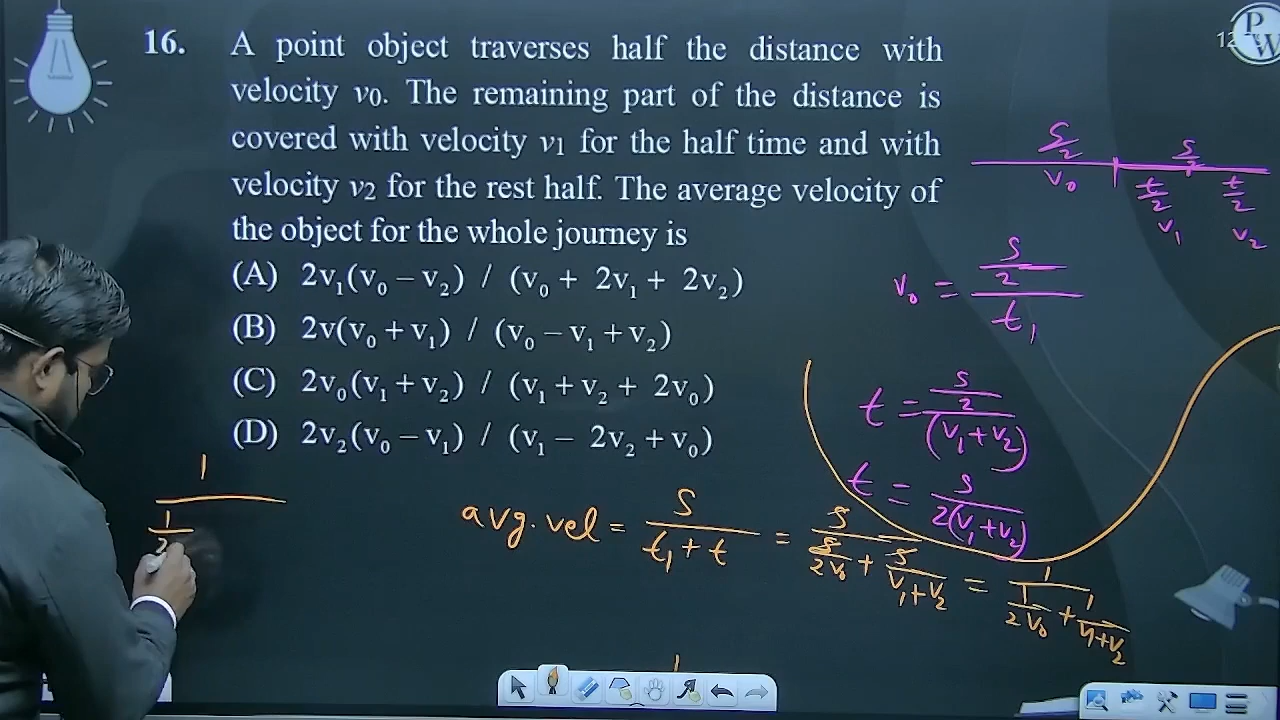 16. A point object traverses half the distance with
velocity v₀. The remaining part of the distance is
covered with velocity v₁ for the half time and with
velocity v₂ for the rest half. The average velocity of
the object for the whole journey is
(A) 2v₁(v₀ – v₂) / (v₀ + 2v₁ + 2v₂)
(B) 2v(v₀ + v₁) / (v₀ – v₁ + v₂)
(C) 2v₀(v₁ + v₂) / (v₁ + v₂ + 2v₀)
(D) 2v₂(v₀ – v₁) / (v₁ – 2v₂ + v₀)
P
W
S/2 S/2
v₀ t/2 t/2
v₁ v₂
v₀ = (S/2)/t₁
t = (S/2)/(v₁+v₂)
t = S/2(v₁+v₂)
avg. vel = S/(t₁ + t) = S/(S/2v₀ + S/(v₁+v₂)) = 1/(1/2v₀ + 1/(v₁+v₂))
1
1
1